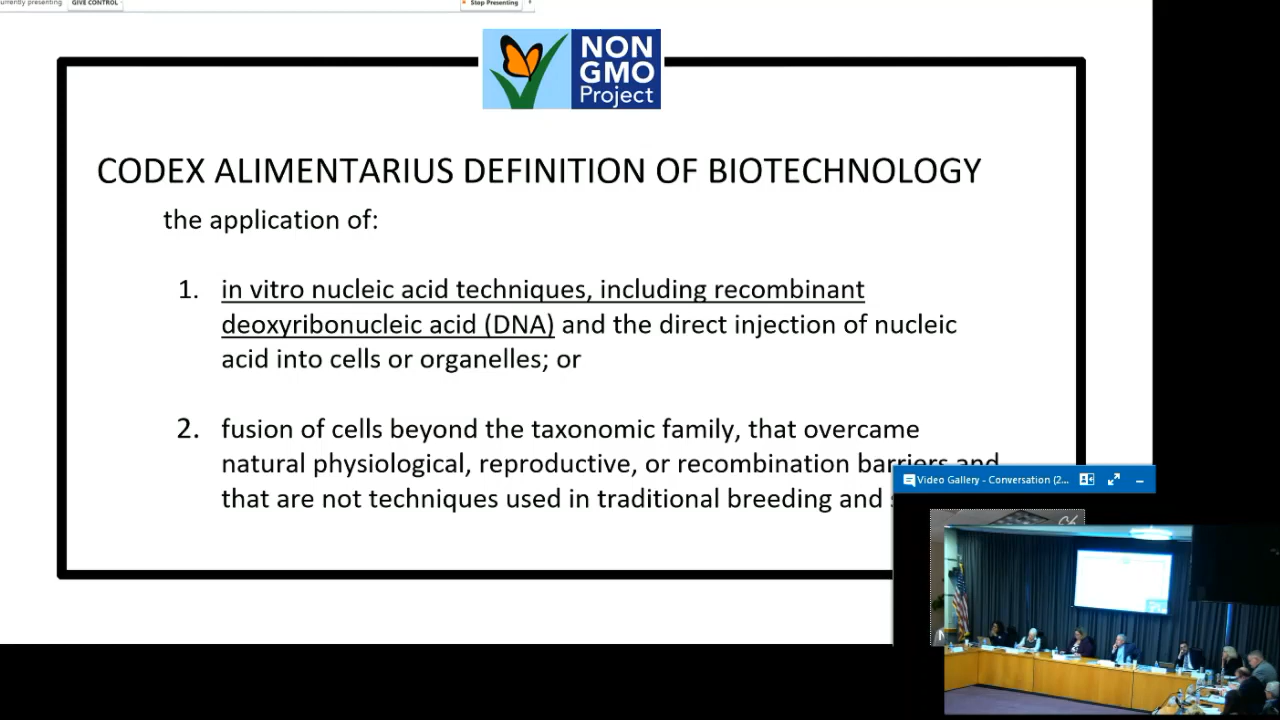 urrently presenting GIVE CONTROL Stop Presenting
NON
GMO
Project
CODEX ALIMENTARIUS DEFINITION OF BIOTECHNOLOGY
the application of:
1. in vitro nucleic acid techniques, including recombinant
deoxyribonucleic acid (DNA) and the direct injection of nucleic
acid into cells or organelles; or
2. fusion of cells beyond the taxonomic family, that overcame
natural physiological, reproductive, or recombination barriers and
that are not techniques used in traditional breeding and
Video Gallery - Conversation (2...